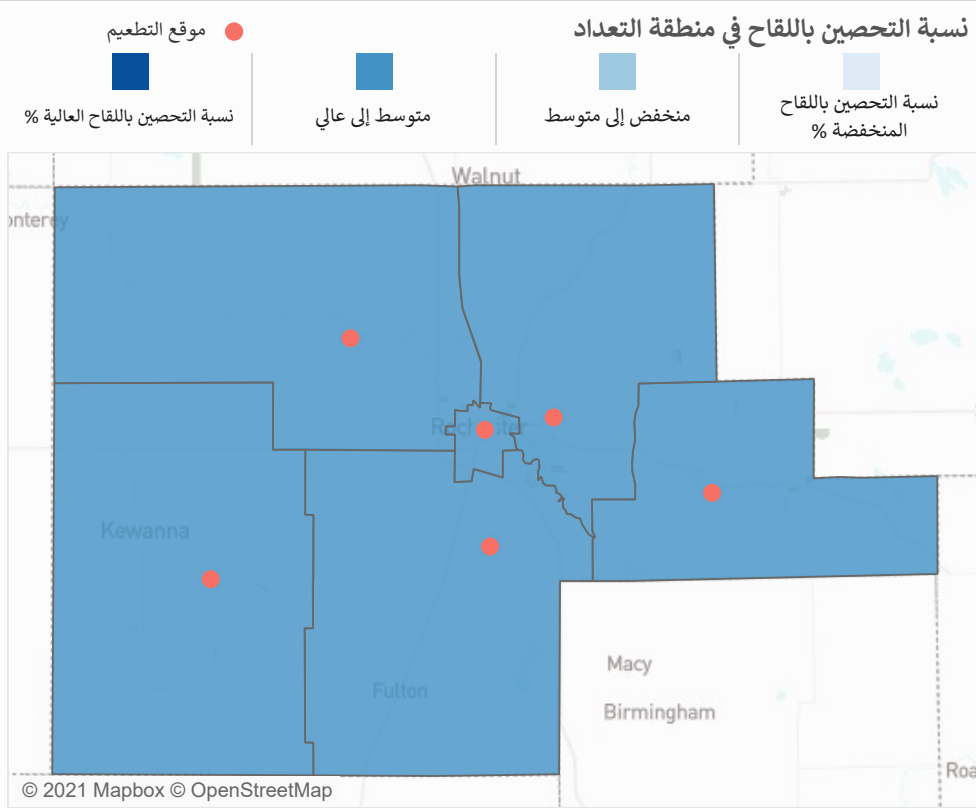 نسبة التحصين باللقاح في منطقة التعداد
موقع التطعيم
نسبة التحصين باللقاح
المنخفضة %
منخفض إلى متوسط
متوسط إلى عالي
نسبة التحصين باللقاح العالية %
Walnut
onterey
Rochester
Kewanna
Fulton
Macy
Birmingham
Roa
© 2021 Mapbox © OpenStreetMap